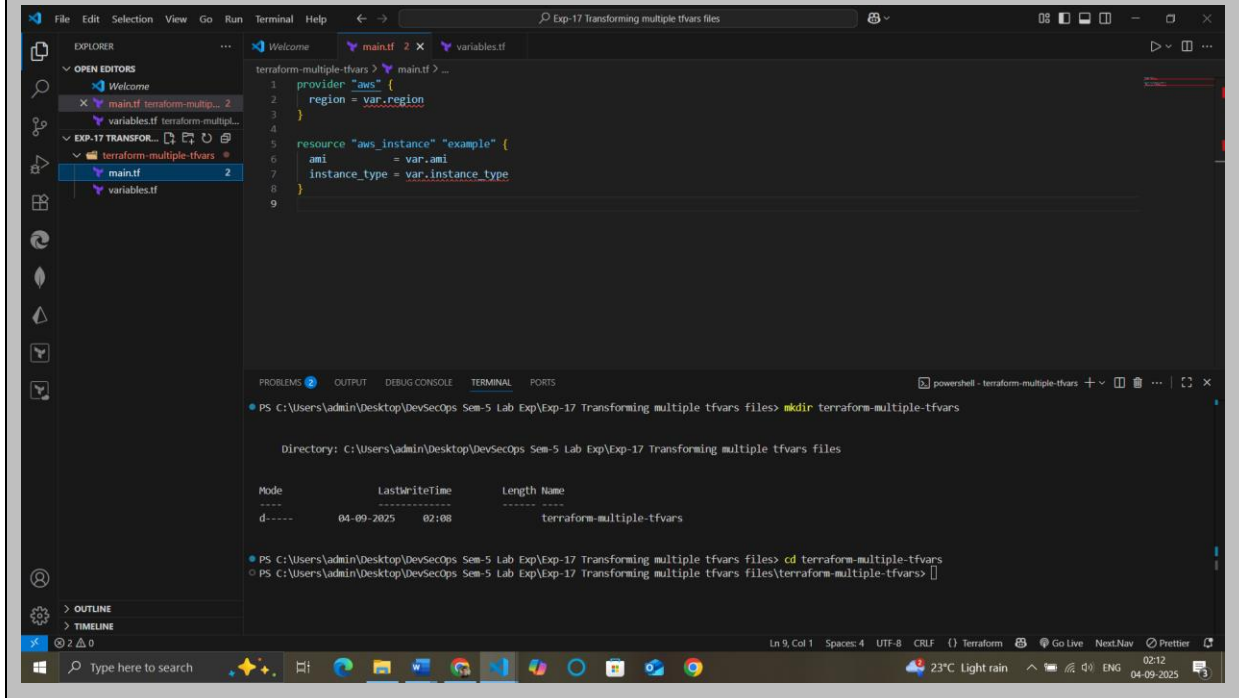 File Edit Selection View Go Run Terminal Help
Exp-17 Transforming multiple tfvars files
EXPLORER
Welcome
main.tf 2
variables.tf
OPEN EDITORS
Welcome
main.tf terraform-multip... 2
variables.tf terraform-multipl...
EXP-17 TRANSFOR...
terraform-multiple-tfvars
main.tf 2
variables.tf
terraform-multiple-tfvars > main.tf > ...
1 provider "aws" {
2 region = var.region
3 }
4
5 resource "aws_instance" "example" {
6 ami = var.ami
7 instance_type = var.instance_type
8 }
9
PROBLEMS 2 OUTPUT DEBUG CONSOLE TERMINAL PORTS
powershell - terraform-multiple-tfvars
PS C:\Users\admin\Desktop\DevSecOps Sem-5 Lab Exp\Exp-17 Transforming multiple tfvars files> mkdir terraform-multiple-tfvars
Directory: C:\Users\admin\Desktop\DevSecOps Sem-5 Lab Exp\Exp-17 Transforming multiple tfvars files
Mode LastWriteTime Length Name
---- ------------- ------ ----
d----- 04-09-2025 02:08 terraform-multiple-tfvars
PS C:\Users\admin\Desktop\DevSecOps Sem-5 Lab Exp\Exp-17 Transforming multiple tfvars files> cd terraform-multiple-tfvars
PS C:\Users\admin\Desktop\DevSecOps Sem-5 Lab Exp\Exp-17 Transforming multiple tfvars files\terraform-multiple-tfvars>
OUTLINE
TIMELINE
2 0
Ln 9, Col 1 Spaces: 4 UTF-8 CRLF {} Terraform Go Live Next.Nav Prettier
Type here to search
23°C Light rain ENG
02:12
04-09-2025
3